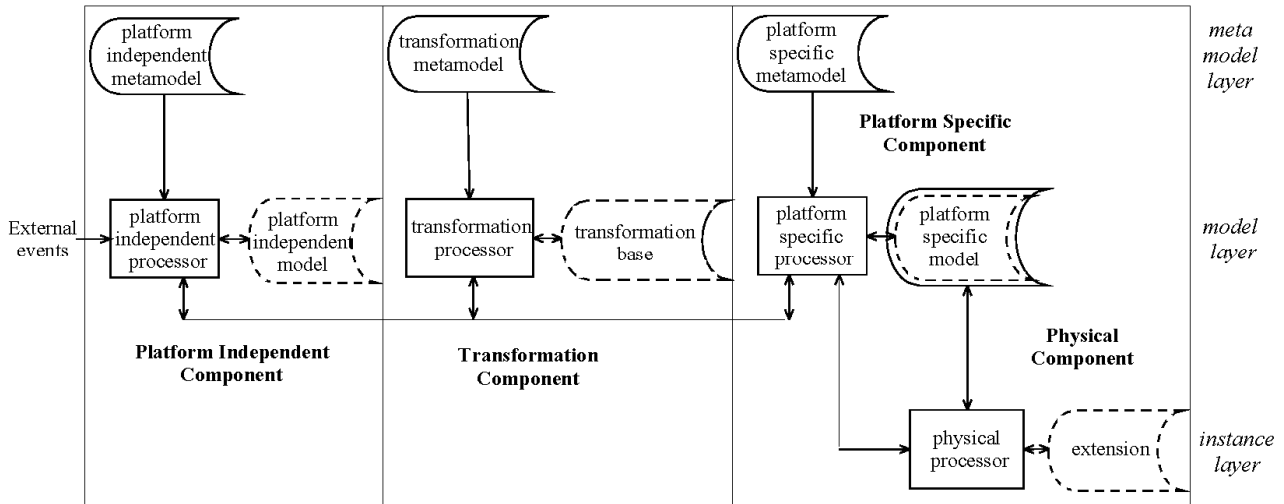 platform
independent
metamodel
transformation
metamodel
platform
specific
metamodel
meta
model
layer
Platform Specific
Component
External
events
platform
independent
processor
platform
independent
model
transformation
processor
transformation
base
platform
specific
processor
platform
specific
model
model
layer
Platform Independent
Component
Transformation
Component
Physical
Component
physical
processor
extension
instance
layer